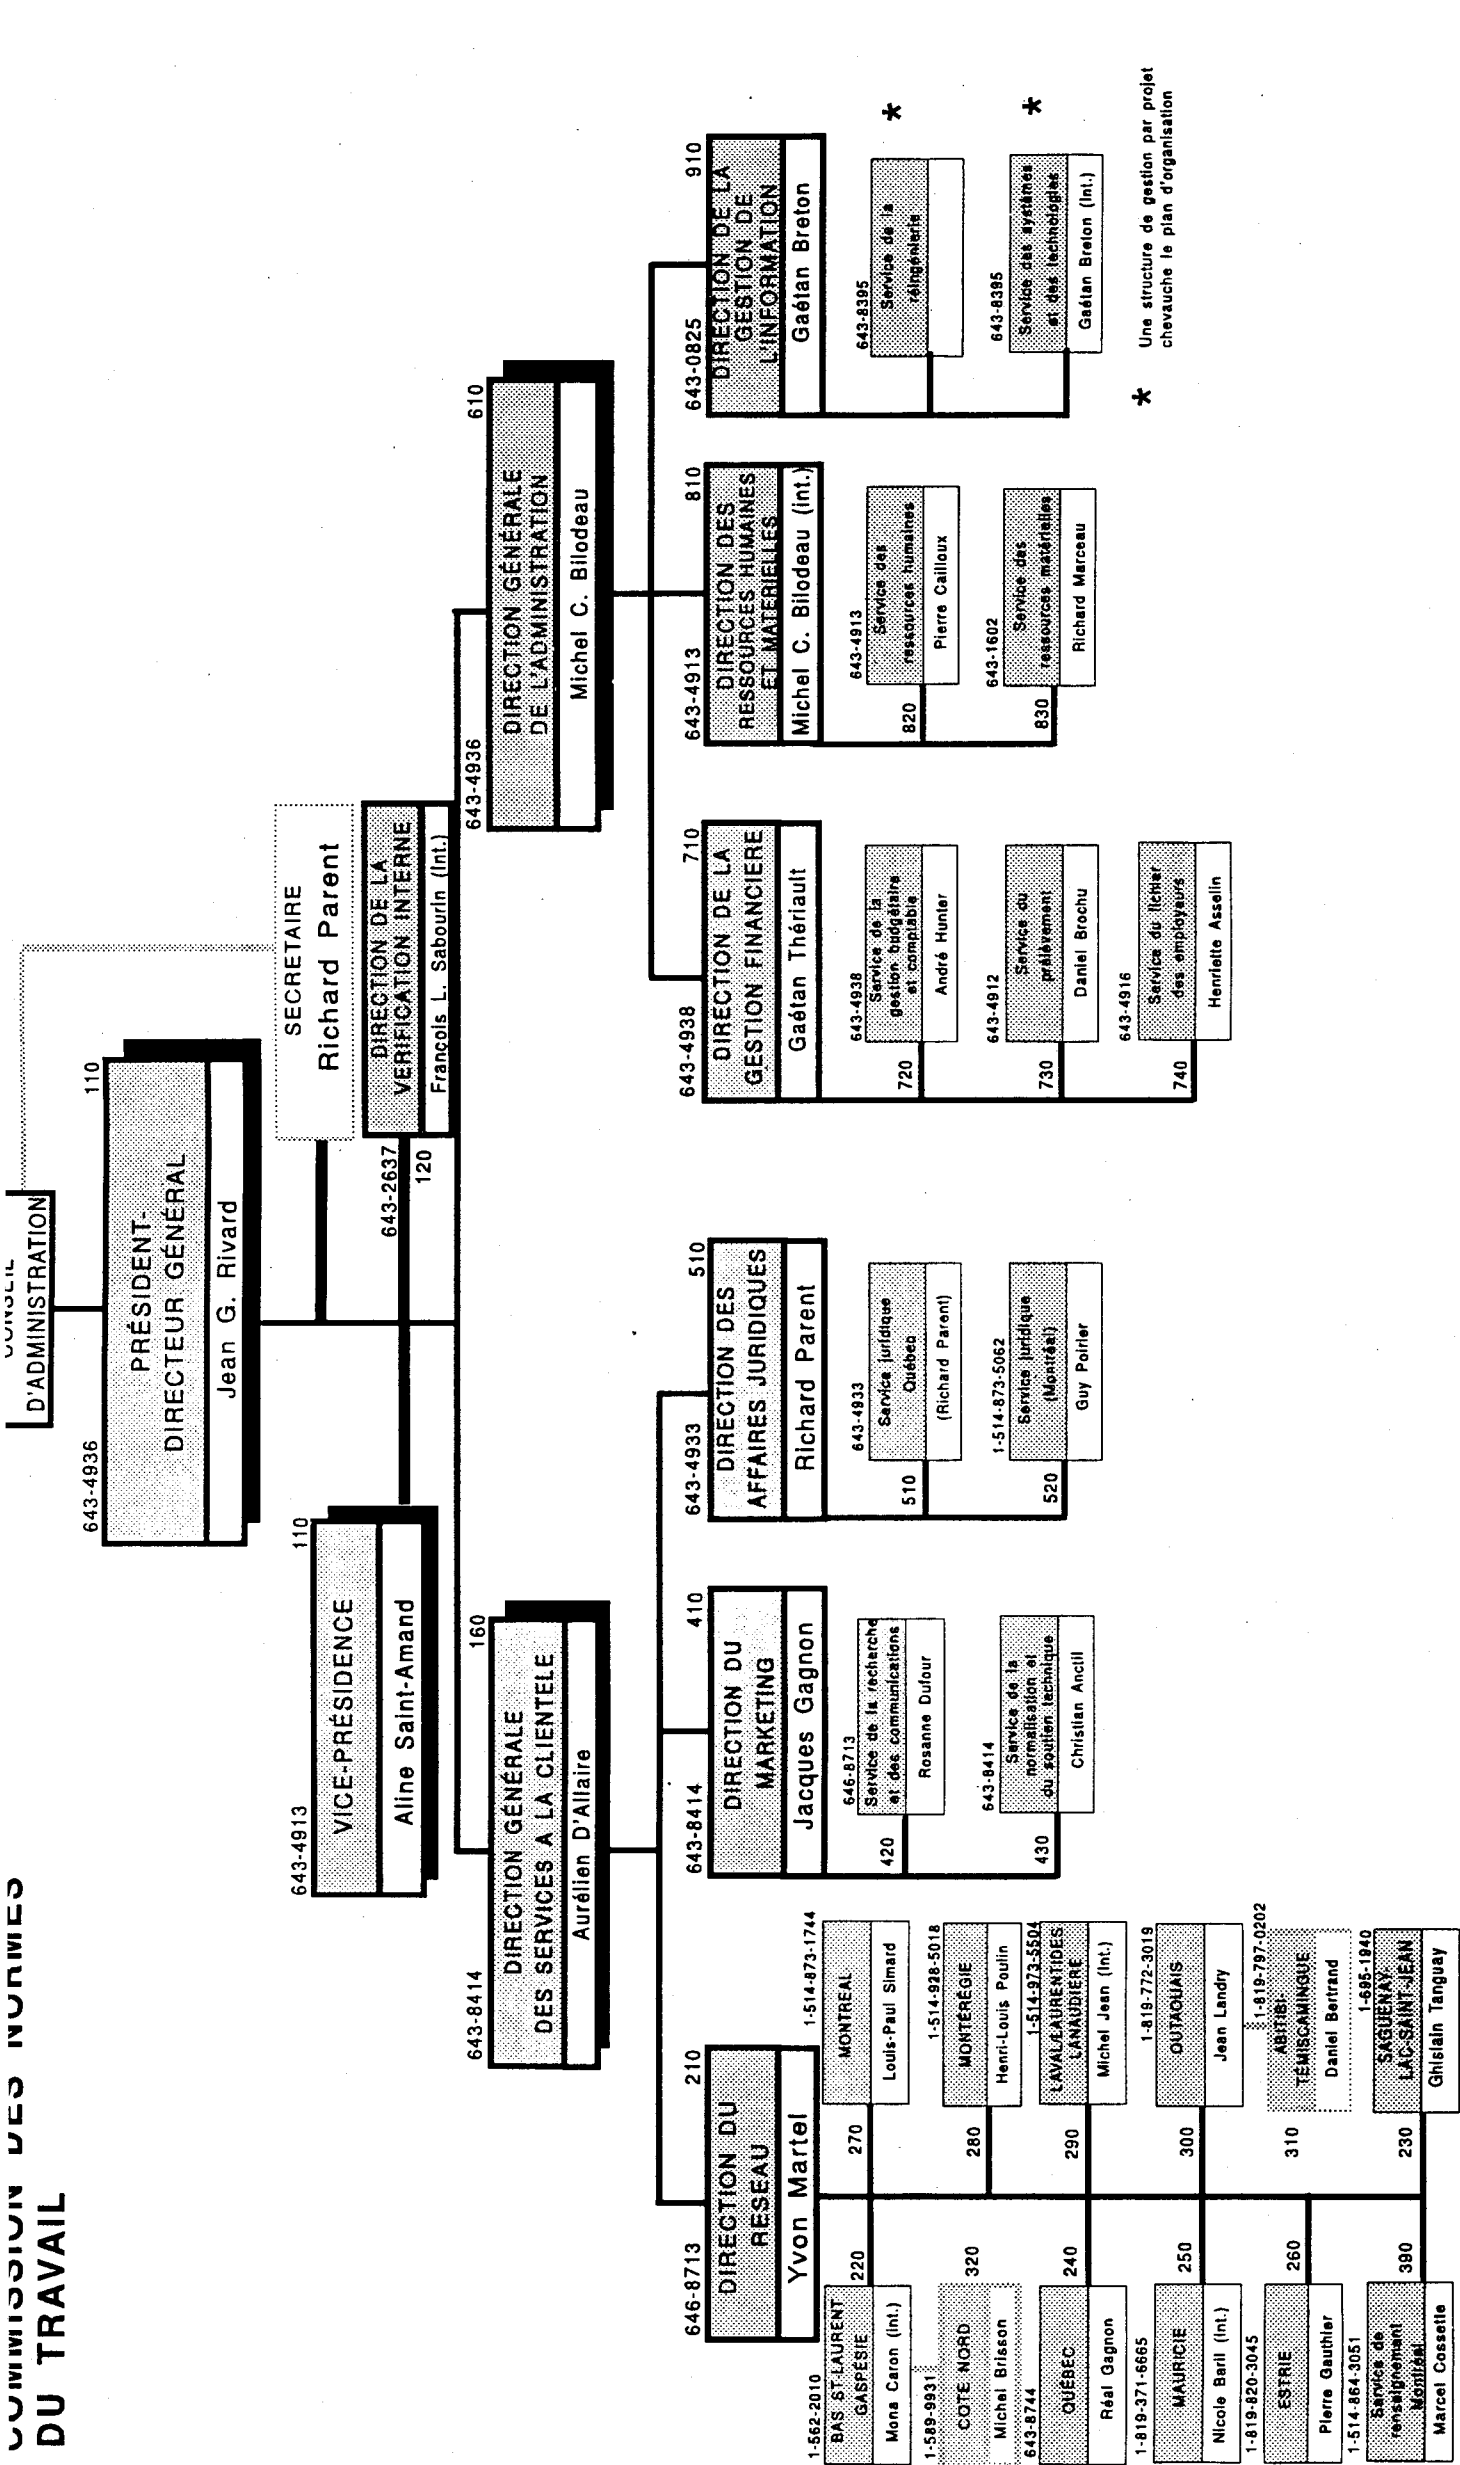 COMMISSION DES NORMES
DU TRAVAIL
CONSEIL
D'ADMINISTRATION
643-4936
110
PRÉSIDENT-
DIRECTEUR GÉNÉRAL
Jean G. Rivard
SECRETAIRE
Richard Parent
643-4913
110
VICE-PRÉSIDENCE
Aline Saint-Amand
643-2637
120
DIRECTION DE LA
VERIFICATION INTERNE
François L. Sabourin (Int.)
643-8414
160
DIRECTION GÉNÉRALE
DES SERVICES A LA CLIENTELE
Aurélien D'Allaire
643-4936
610
DIRECTION GÉNÉRALE
DE L'ADMINISTRATION
Michel C. Bilodeau
646-8713
210
DIRECTION DU
RESEAU
Yvon Martel
1-562-2010
BAS ST-LAURENT
GASPÉSIE
Mona Caron (Int.)
220
1-589-9931
COTE NORD
Michel Brisson
320
643-8744
QUÉBEC
Réal Gagnon
240
1-819-371-6665
MAURICIE
Nicole Baril (Int.)
250
1-819-820-3045
ESTRIE
Pierre Gauthier
260
1-514-864-3051
Service de
renseignement
Montréal
Marcel Cossette
390
1-514-873-1744
MONTREAL
Louis-Paul Simard
270
1-514-928-5018
MONTÉRÉGIE
Henri-Louis Poulin
280
1-514-973-5504
LAVAL/LAURENTIDES
LANAUDIERE
Michel Jean (Int.)
290
1-819-772-3019
OUTAOUAIS
Jean Landry
300
1-819-797-0202
ABITIBI-
TÉMISCAMINGUE
Daniel Bertrand
310
1-695-1940
SAGUENAY-
LAC-SAINT-JEAN
Ghislain Tanguay
230
643-8414
410
DIRECTION DU
MARKETING
Jacques Gagnon
646-8713
Service de la recherche
et des communications
Rosanne Dufour
420
643-8414
Service de la
normalisation et
du soutien technique
Christian Anctil
430
643-4933
510
DIRECTION DES
AFFAIRES JURIDIQUES
Richard Parent
643-4933
Service juridique
Québec
(Richard Parent)
510
1-514-873-5062
Service juridique
(Montréal)
Guy Poirier
520
643-4938
710
DIRECTION DE LA
GESTION FINANCIERE
Gaétan Thériault
643-4938
Service de la
gestion budgétaire
et comptable
André Hunter
720
643-4912
Service du
prélèvement
Daniel Brochu
730
643-4916
Service du fichier
des employeurs
Henriette Asselin
740
643-4913
810
DIRECTION DES
RESSOURCES HUMAINES
ET MATÉRIELLES
Michel C. Bilodeau (int.)
643-4913
Service des
ressources humaines
Pierre Cailloux
820
643-1602
Service des
ressources matérielles
Richard Marceau
830
643-0825
910
DIRECTION DE LA
GESTION DE
L'INFORMATION
Gaétan Breton
643-8395
Service de la
réingénierie
*
643-8395
Service des systèmes
et des technologies
Gaétan Breton (Int.)
*
* Une structure de gestion par projet
chevauche le plan d'organisation